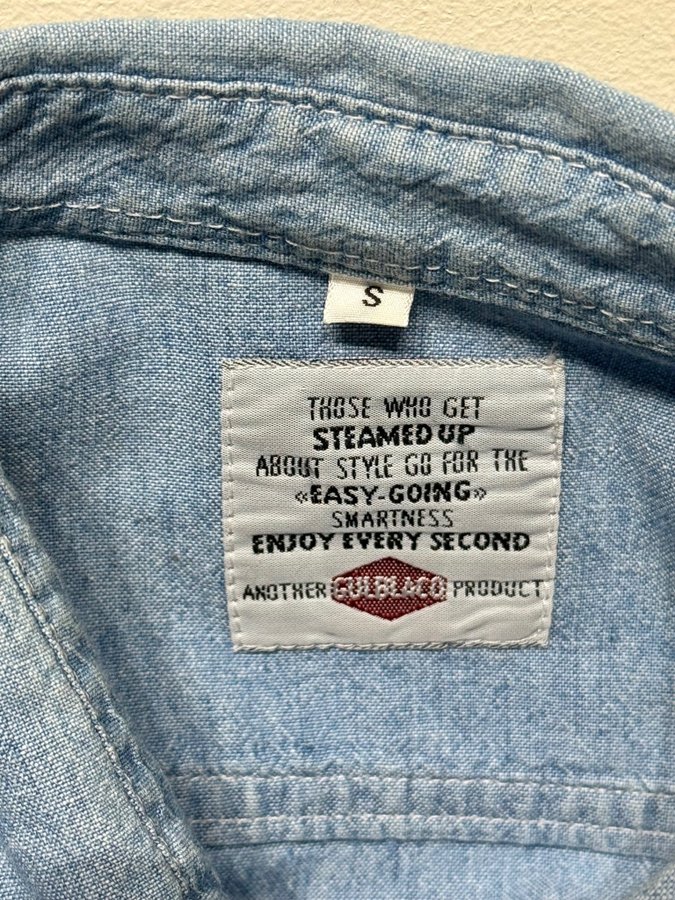 S
THOSE WHO GET
STEAMED UP
ABOUT STYLE GO FOR THE
«EASY-GOING»
SMARTNESS
ENJOY EVERY SECOND
ANOTHER GULBLACO PRODUCT